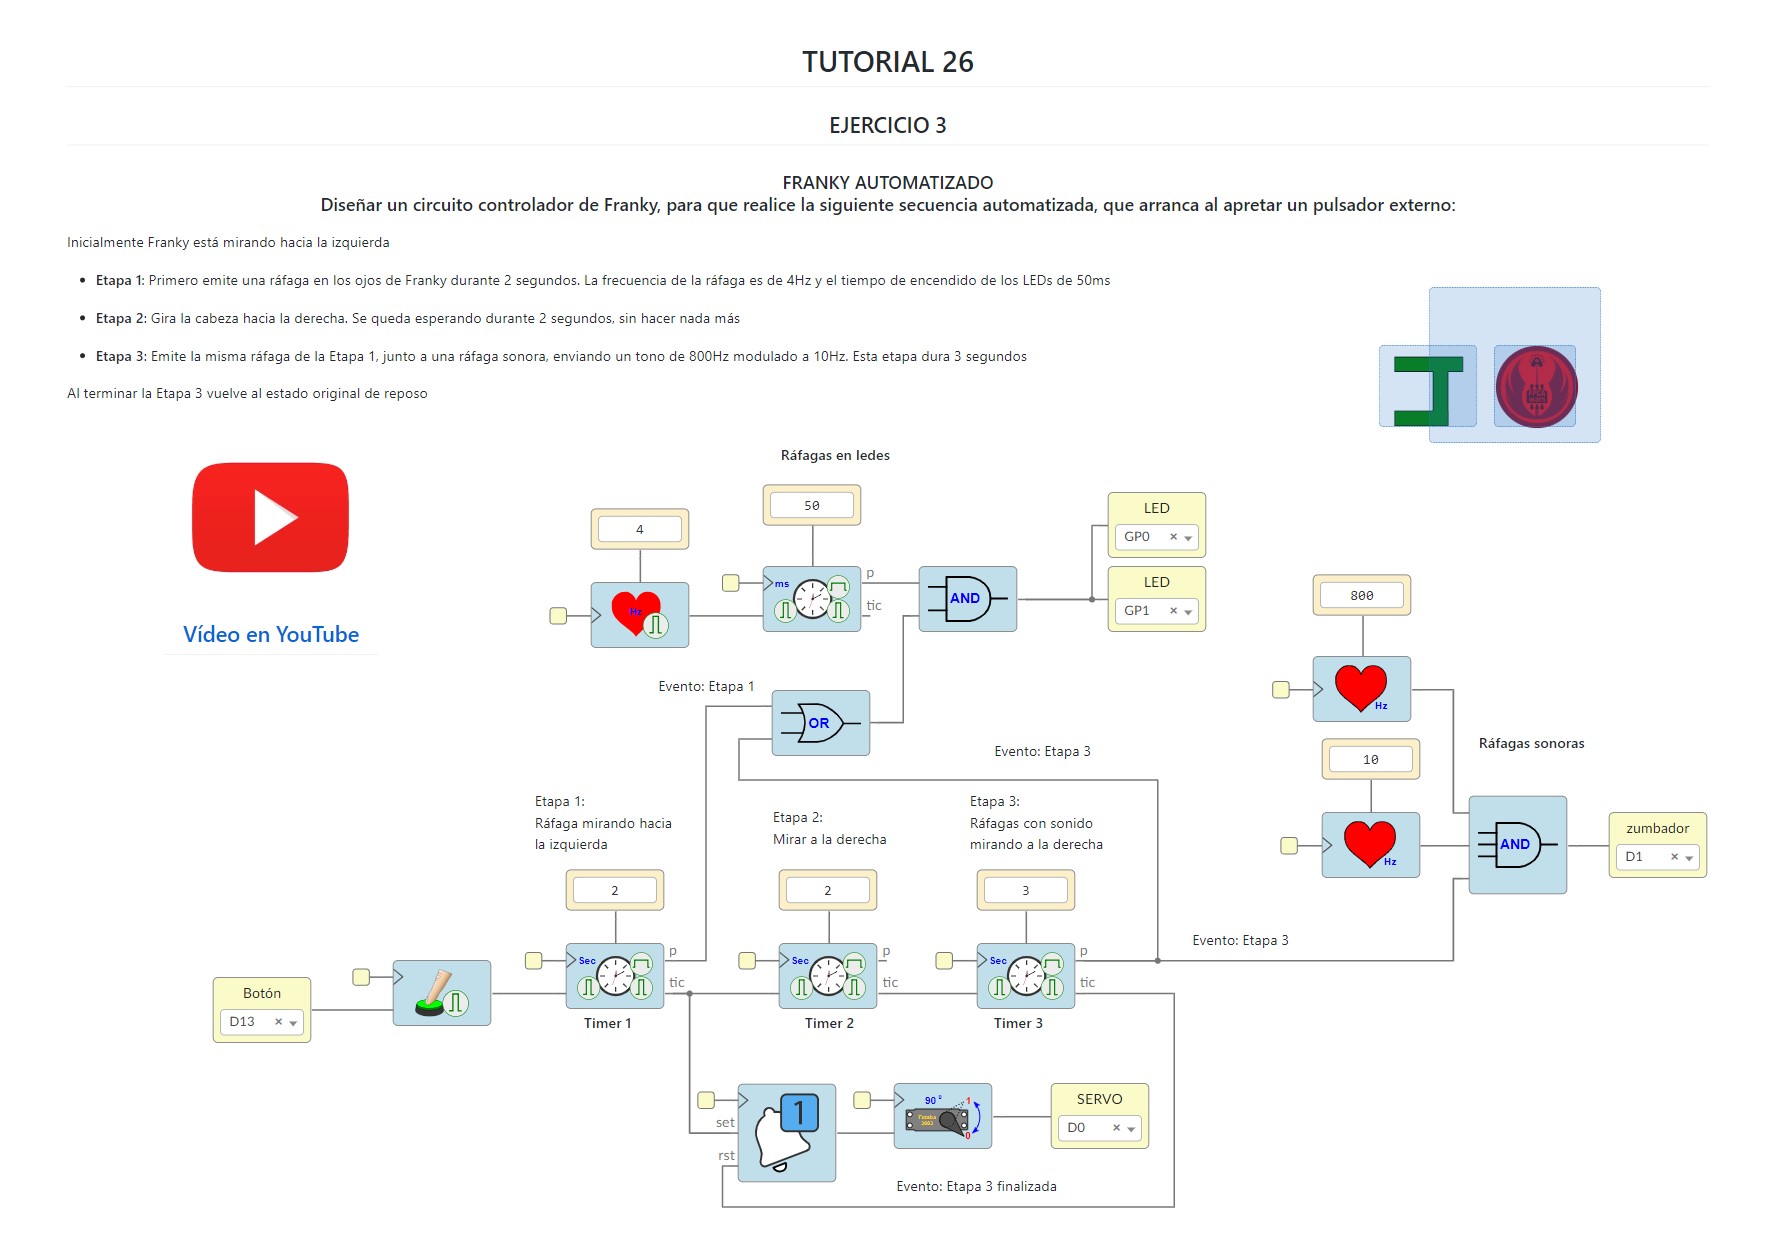 TUTORIAL 26
EJERCICIO 3
FRANKY AUTOMATIZADO
Diseñar un circuito controlador de Franky, para que realice la siguiente secuencia automatizada, que arranca al apretar un pulsador externo:
Inicialmente Franky está mirando hacia la izquierda
Etapa 1: Primero emite una ráfaga en los ojos de Franky durante 2 segundos. La frecuencia de la ráfaga es de 4Hz y el tiempo de encendido de los LEDs de 50ms
Etapa 2: Gira la cabeza hacia la derecha. Se queda esperando durante 2 segundos, sin hacer nada más
Etapa 3: Emite la misma ráfaga de la Etapa 1, junto a una ráfaga sonora, enviando un tono de 800Hz modulado a 10Hz. Esta etapa dura 3 segundos
Al terminar la Etapa 3 vuelve al estado original de reposo
Vídeo en YouTube
Ráfagas en ledes
4
50
Hz
ms
p
tic
AND
LED
GP0
LED
GP1
Evento: Etapa 1
OR
Evento: Etapa 3
800
Hz
10
Hz
Ráfagas sonoras
AND
zumbador
D1
Etapa 1:
Ráfaga mirando hacia
la izquierda
Etapa 2:
Mirar a la derecha
Etapa 3:
Ráfagas con sonido
mirando a la derecha
2
2
3
Evento: Etapa 3
Botón
D13
Sec
p
tic
Timer 1
Sec
p
tic
Timer 2
Sec
p
tic
Timer 3
set
rst
1
90 º
1
0
Futaba
3003
SERVO
D0
Evento: Etapa 3 finalizada